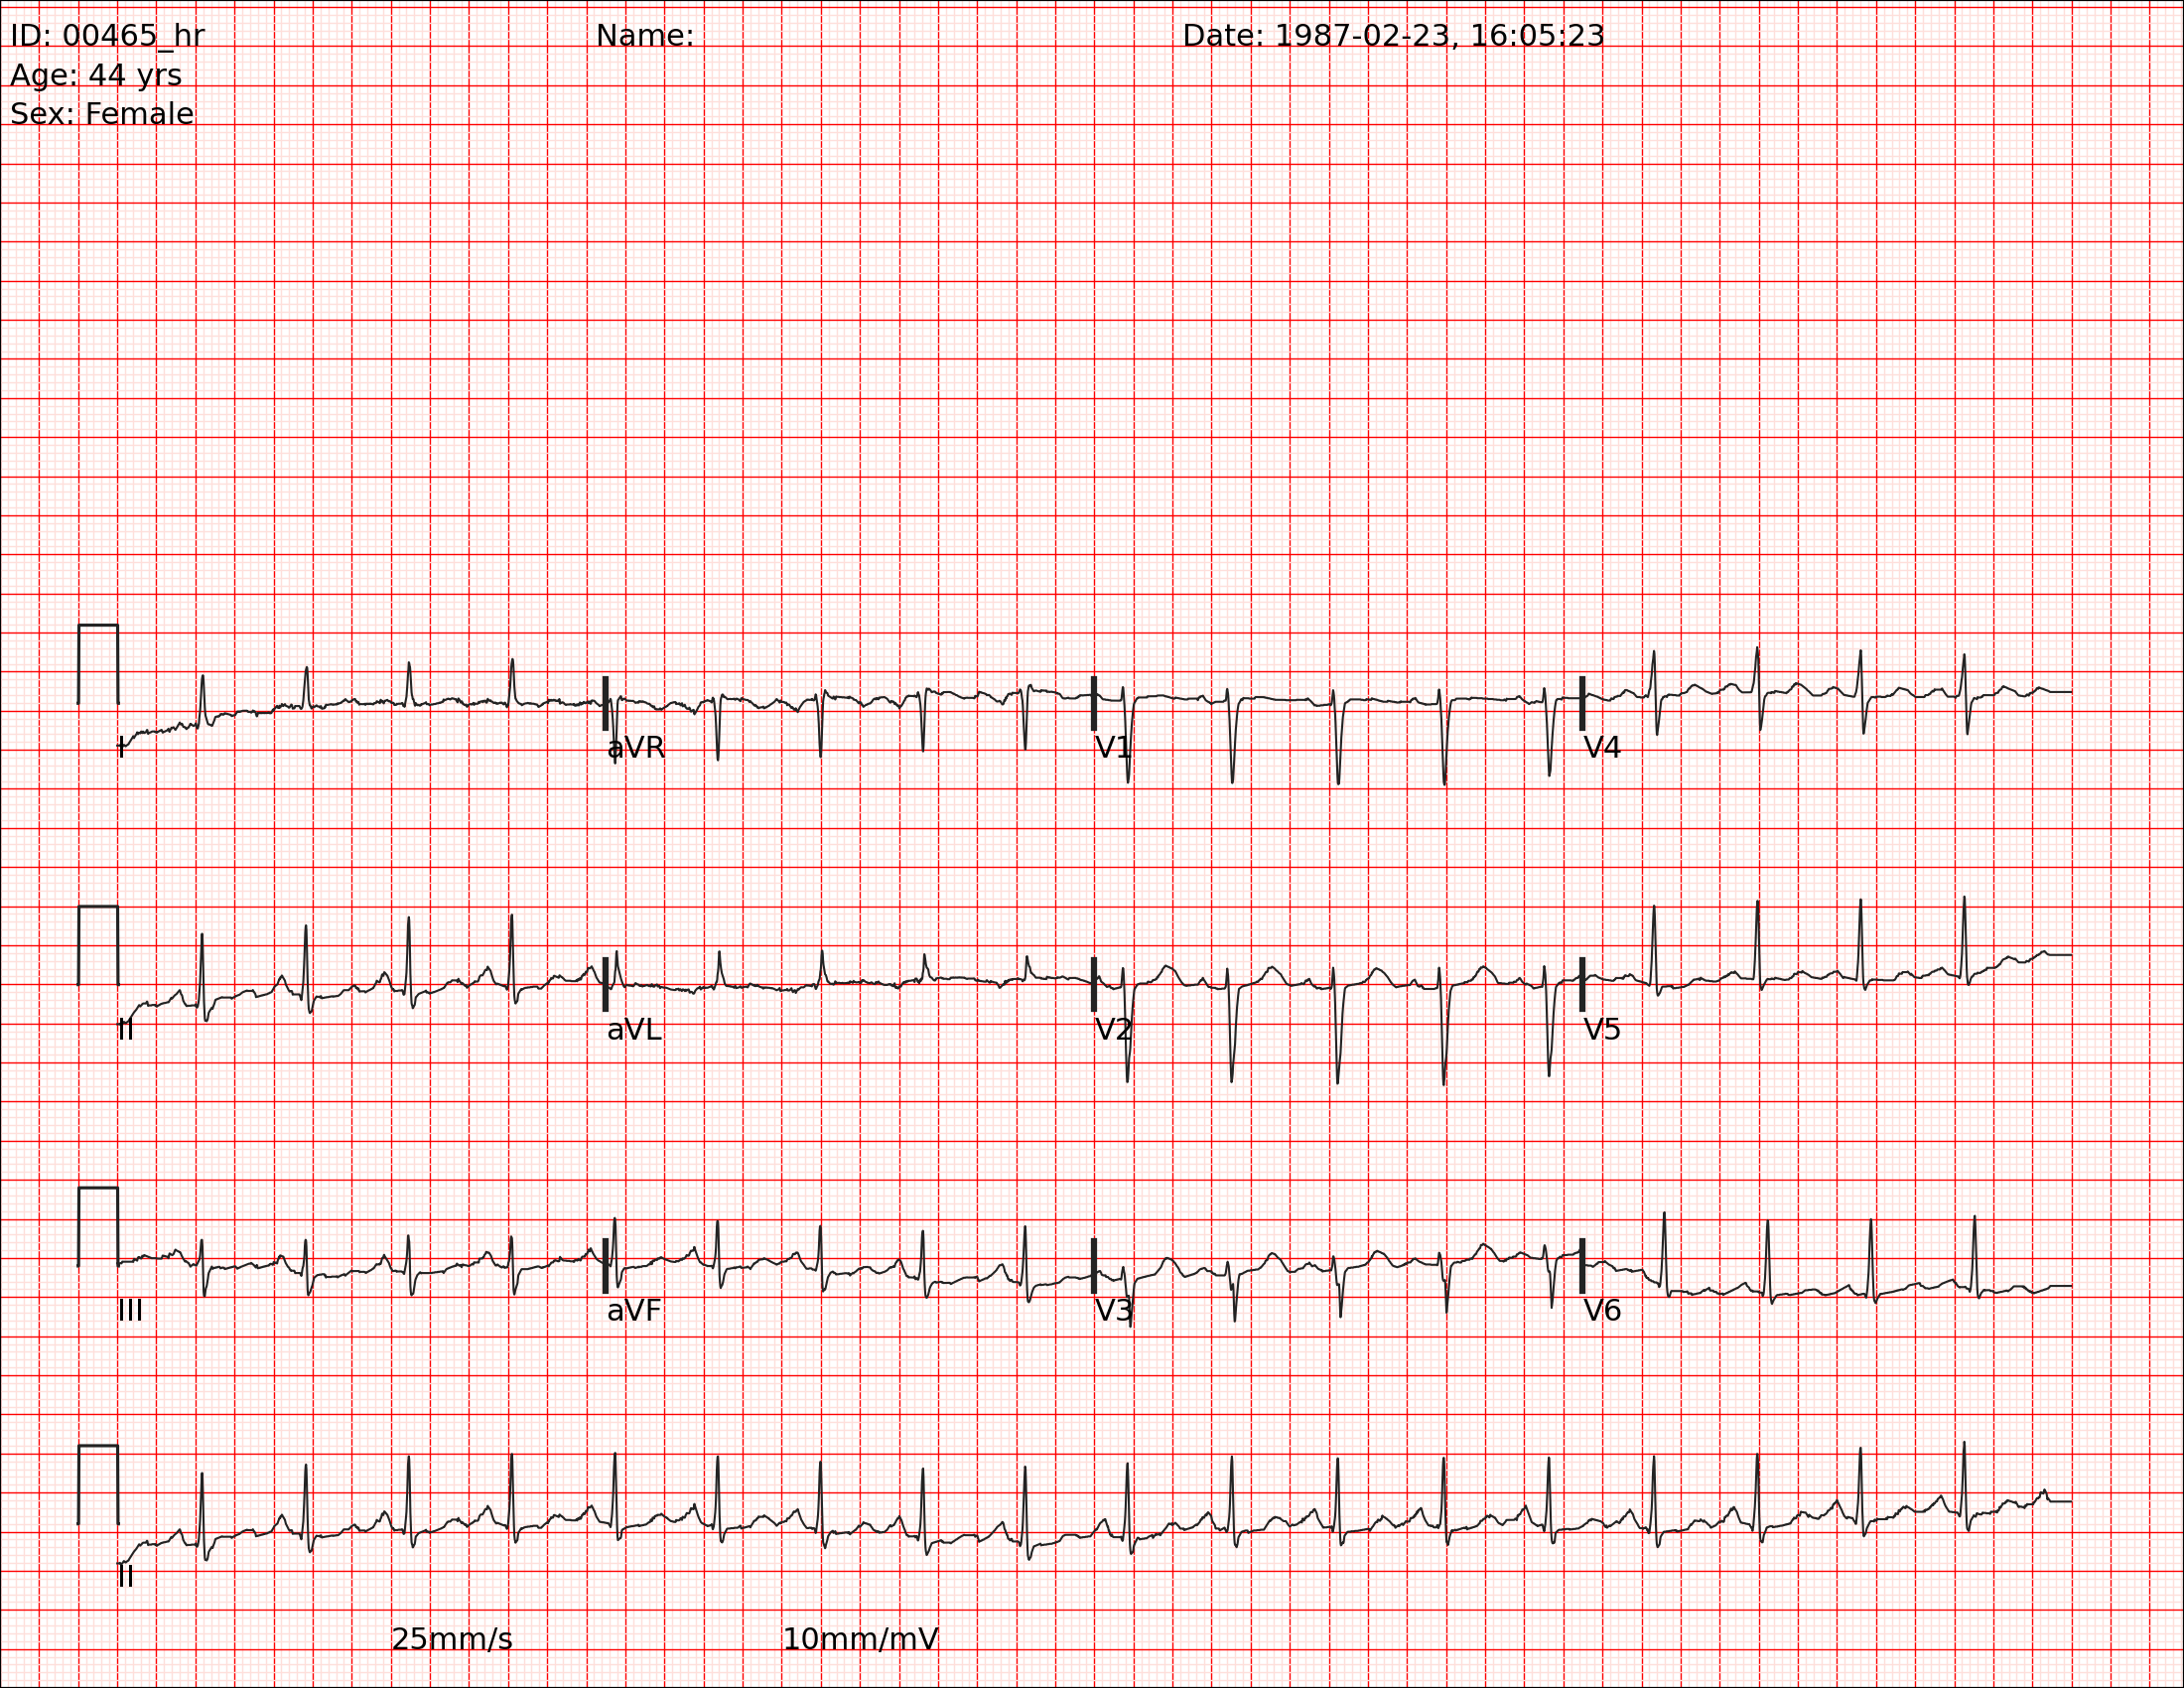 ID: 00465_hr Name: Date: 1987-02-23, 16:05:23
Age: 44 yrs
Sex: Female
I aVR V1 V4
II aVL V2 V5
III aVF V3 V6
II
25mm/s 10mm/mV